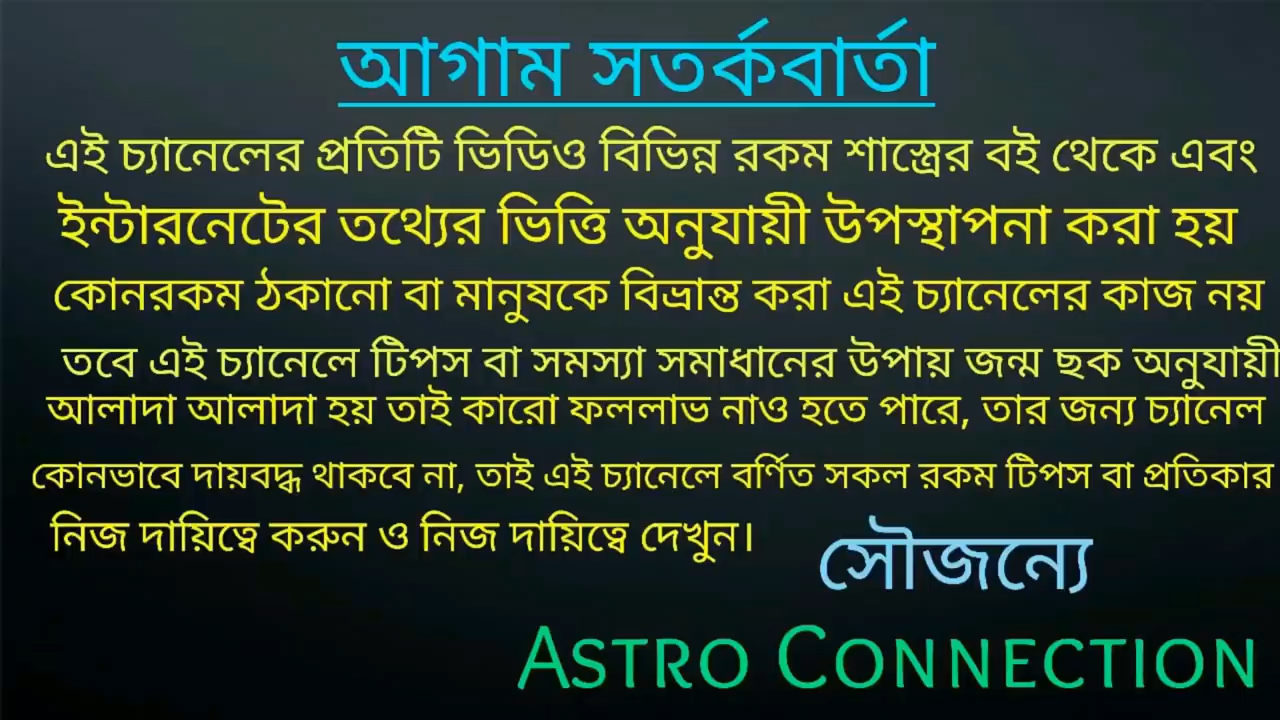 আগাম সতর্কবার্তা
এই চ্যানেলের প্রতিটি ভিডিও বিভিন্ন রকম শাস্ত্রের বই থেকে এবং
ইন্টারনেটের তথ্যের ভিত্তি অনুযায়ী উপস্থাপনা করা হয়
কোনরকম ঠকানো বা মানুষকে বিভ্রান্ত করা এই চ্যানেলের কাজ নয়
তবে এই চ্যানেলে টিপস বা সমস্যা সমাধানের উপায় জন্ম ছক অনুযায়ী
আলাদা আলাদা হয় তাই কারো ফললাভ নাও হতে পারে, তার জন্য চ্যানেল
কোনভাবে দায়বদ্ধ থাকবে না, তাই এই চ্যানেলে বর্ণিত সকল রকম টিপস বা প্রতিকার
নিজ দায়িত্বে করুন ও নিজ দায়িত্বে দেখুন।
সৌজন্যে
ASTRO CONNECTION